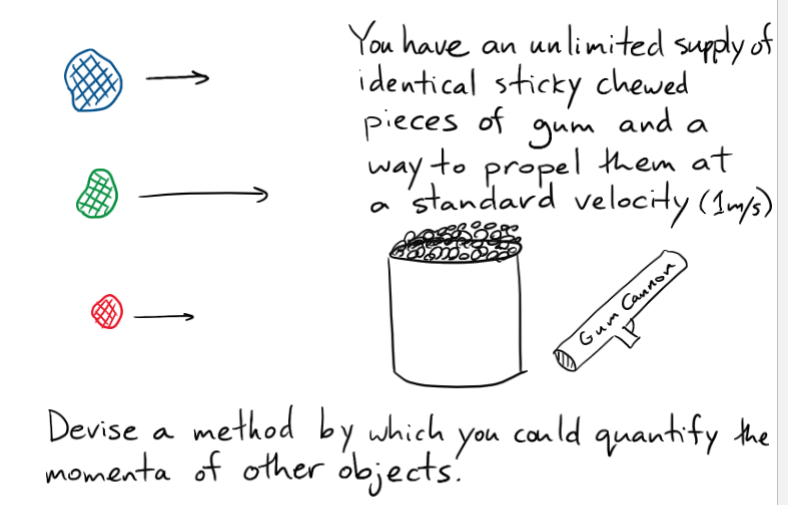 You have an unlimited supply of
identical sticky chewed
pieces of gum and a
way to propel them at
a standard velocity (1m/s)
Gum Cannon
Devise a method by which you could quantify the
momenta of other objects.